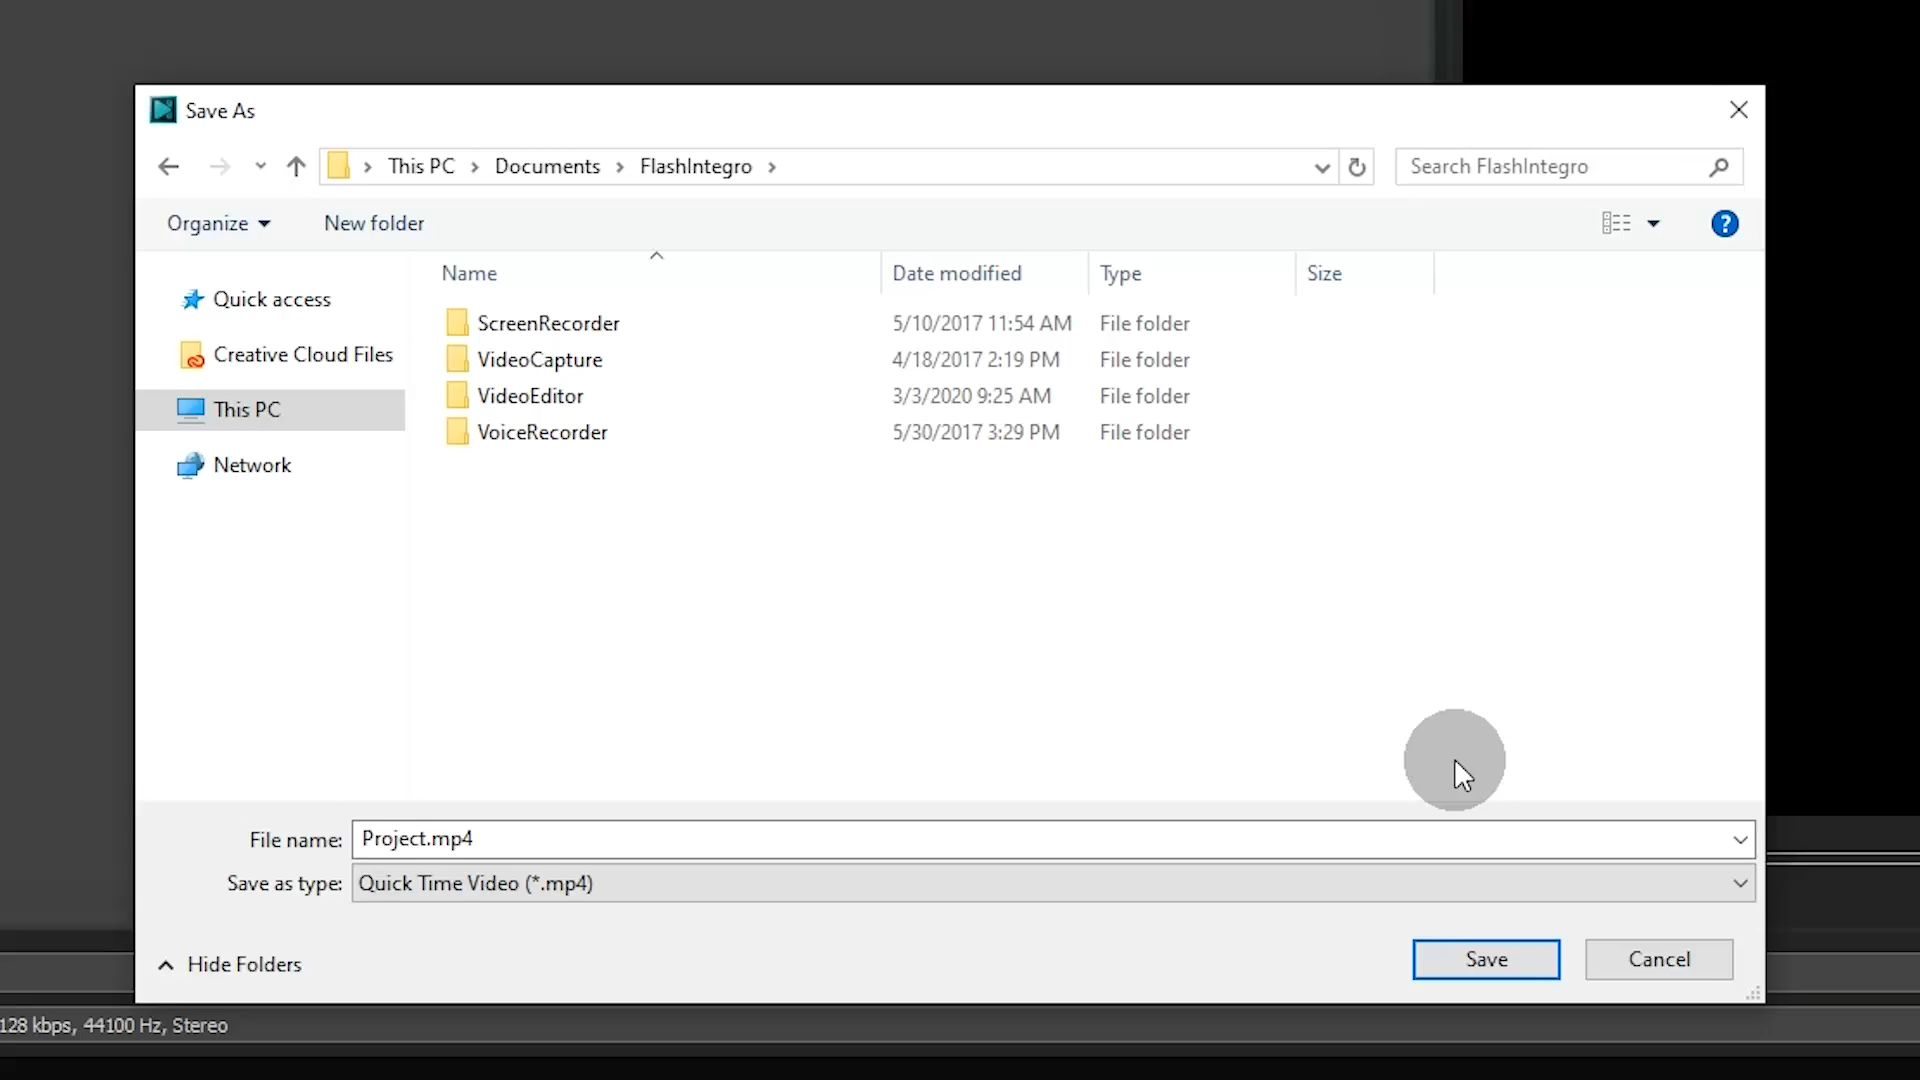 Save As
This PC Documents FlashIntegro
Search FlashIntegro
Organize New folder
?
Name Date modified Type Size
Quick access
Creative Cloud Files
This PC
Network
ScreenRecorder 5/10/2017 11:54 AM File folder
VideoCapture 4/18/2017 2:19 PM File folder
VideoEditor 3/3/2020 9:25 AM File folder
VoiceRecorder 5/30/2017 3:29 PM File folder
File name: Project.mp4
Save as type: Quick Time Video (*.mp4)
Hide Folders
Save Cancel
128 kbps, 44100 Hz, Stereo